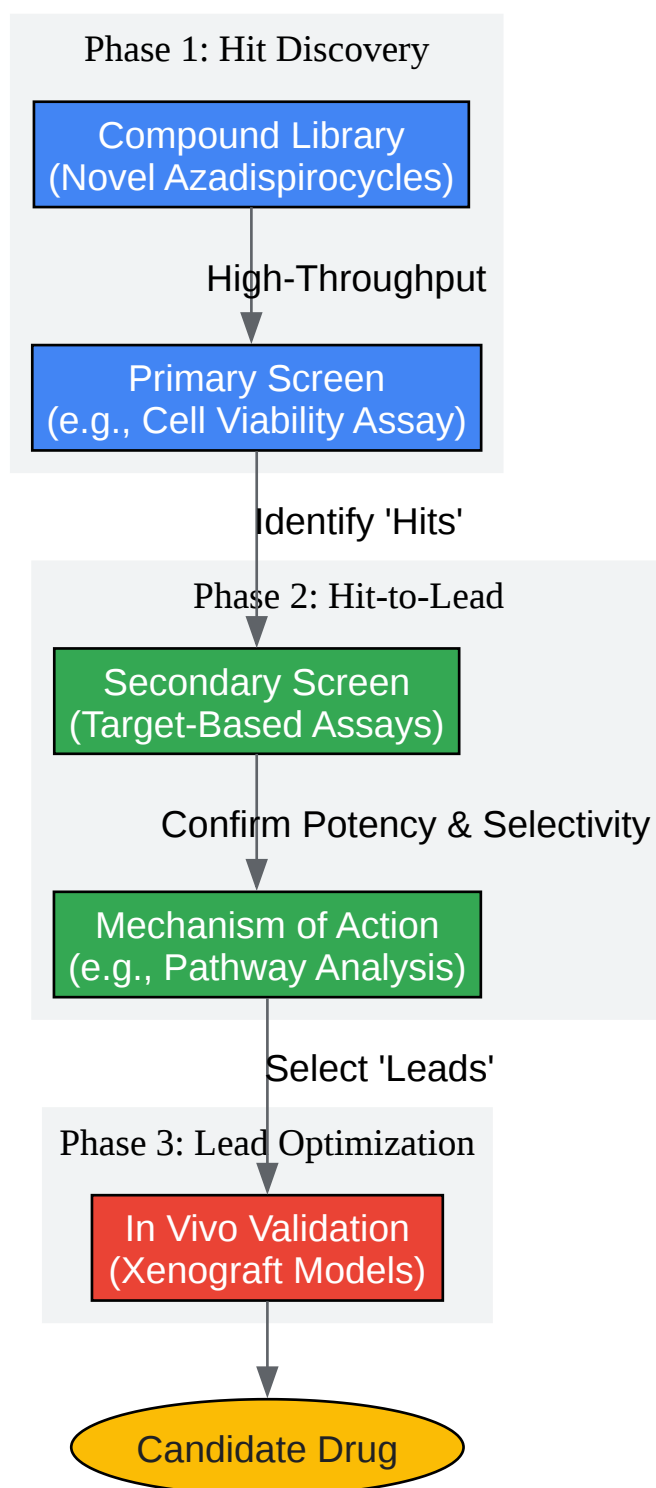 Phase 1: Hit Discovery
Compound Library
(Novel Azadispirocycles)
High-Throughput
Primary Screen
(e.g., Cell Viability Assay)
Identify 'Hits'
Phase 2: Hit-to-Lead
Secondary Screen
(Target-Based Assays)
Confirm Potency & Selectivity
Mechanism of Action
(e.g., Pathway Analysis)
Select 'Leads'
Phase 3: Lead Optimization
In Vivo Validation
(Xenograft Models)
Candidate Drug